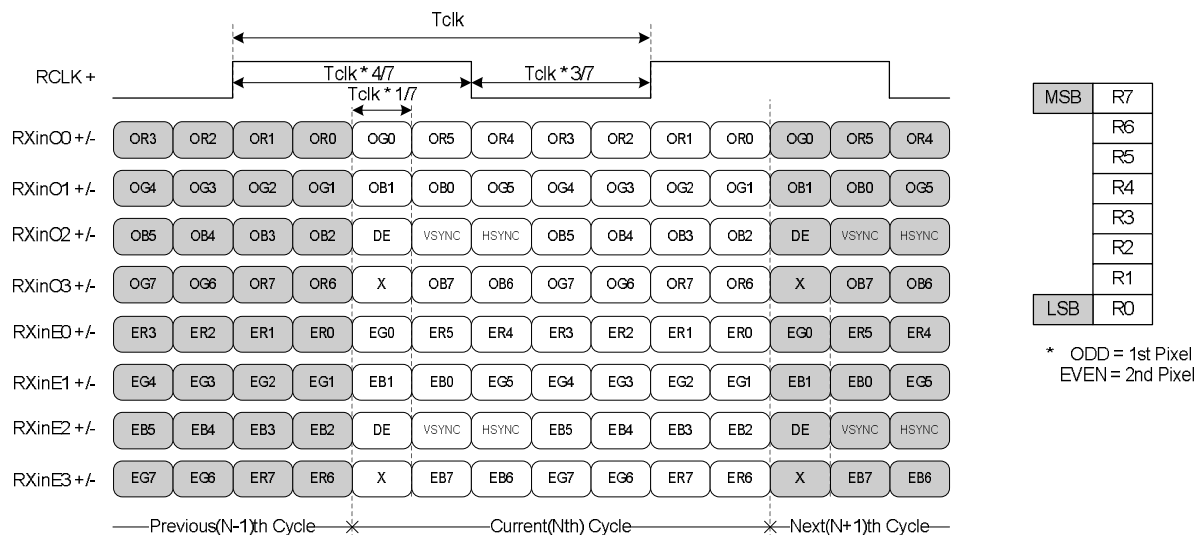 Tclk
RCLK +
Tclk * 4/7 Tclk * 3/7
Tclk * 1/7
RXinO0 +/- OR3 OR2 OR1 OR0 OG0 OR5 OR4 OR3 OR2 OR1 OR0 OG0 OR5 OR4
RXinO1 +/- OG4 OG3 OG2 OG1 OB1 OB0 OG5 OG4 OG3 OG2 OG1 OB1 OB0 OG5
RXinO2 +/- OB5 OB4 OB3 OB2 DE VSYNC HSYNC OB5 OB4 OB3 OB2 DE VSYNC HSYNC
RXinO3 +/- OG7 OG6 OR7 OR6 X OB7 OB6 OG7 OG6 OR7 OR6 X OB7 OB6
RXinE0 +/- ER3 ER2 ER1 ER0 EG0 ER5 ER4 ER3 ER2 ER1 ER0 EG0 ER5 ER4
RXinE1 +/- EG4 EG3 EG2 EG1 EB1 EB0 EG5 EG4 EG3 EG2 EG1 EB1 EB0 EG5
RXinE2 +/- EB5 EB4 EB3 EB2 DE VSYNC HSYNC EB5 EB4 EB3 EB2 DE VSYNC HSYNC
RXinE3 +/- EG7 EG6 ER7 ER6 X EB7 EB6 EG7 EG6 ER7 ER6 X EB7 EB6
Previous(N-1)th Cycle Current(Nth) Cycle Next(N+1)th Cycle
MSB R7
R6
R5
R4
R3
R2
R1
LSB R0
* ODD = 1st Pixel
EVEN = 2nd Pixel